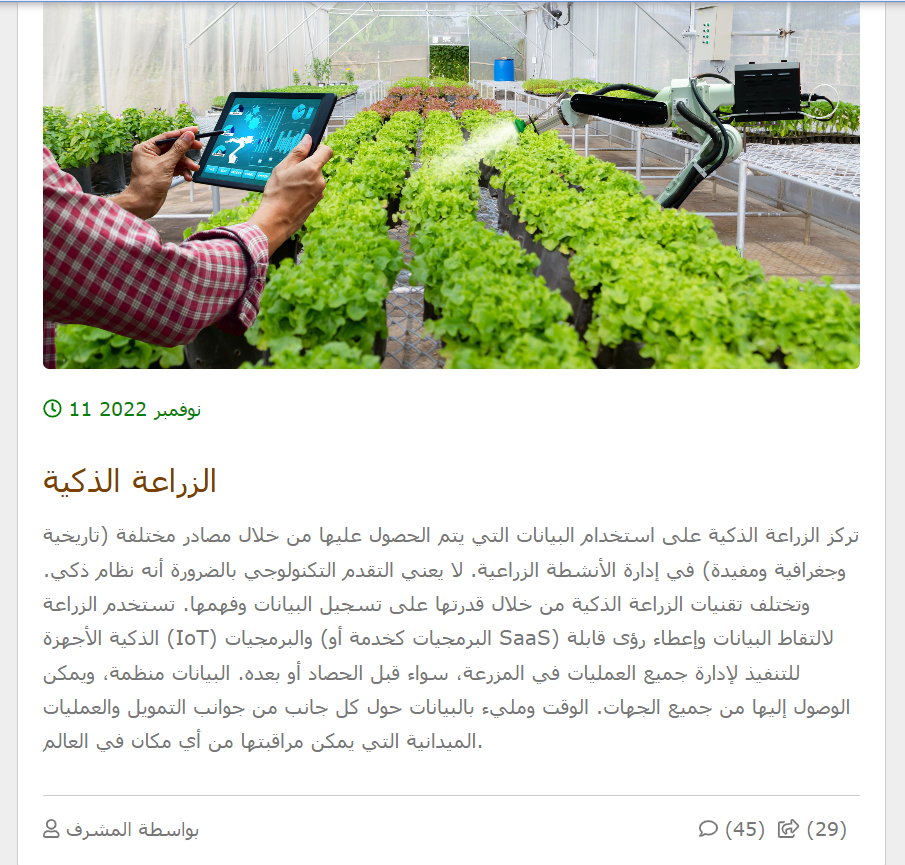 11 نوفمبر 2022
الزراعة الذكية
تركز الزراعة الذكية على استخدام البيانات التي يتم الحصول عليها من خلال مصادر مختلفة (تاريخية
وجغرافية ومفيدة) في إدارة الأنشطة الزراعية. لا يعني التقدم التكنولوجي بالضرورة أنه نظام ذكي.
وتختلف تقنيات الزراعة الذكية من خلال قدرتها على تسجيل البيانات وفهمها. تستخدم الزراعة
الذكية الأجهزة (IoT) والبرمجيات (البرمجيات كخدمة أو SaaS) لالتقاط البيانات وإعطاء رؤى قابلة
للتنفيذ لإدارة جميع العمليات في المزرعة، سواء قبل الحصاد أو بعده. البيانات منظمة، ويمكن
الوصول إليها من جميع الجهات. الوقت ومليء بالبيانات حول كل جانب من جوانب التمويل والعمليات
الميدانية التي يمكن مراقبتها من أي مكان في العالم.
بواسطة المشرف
(45) (29)